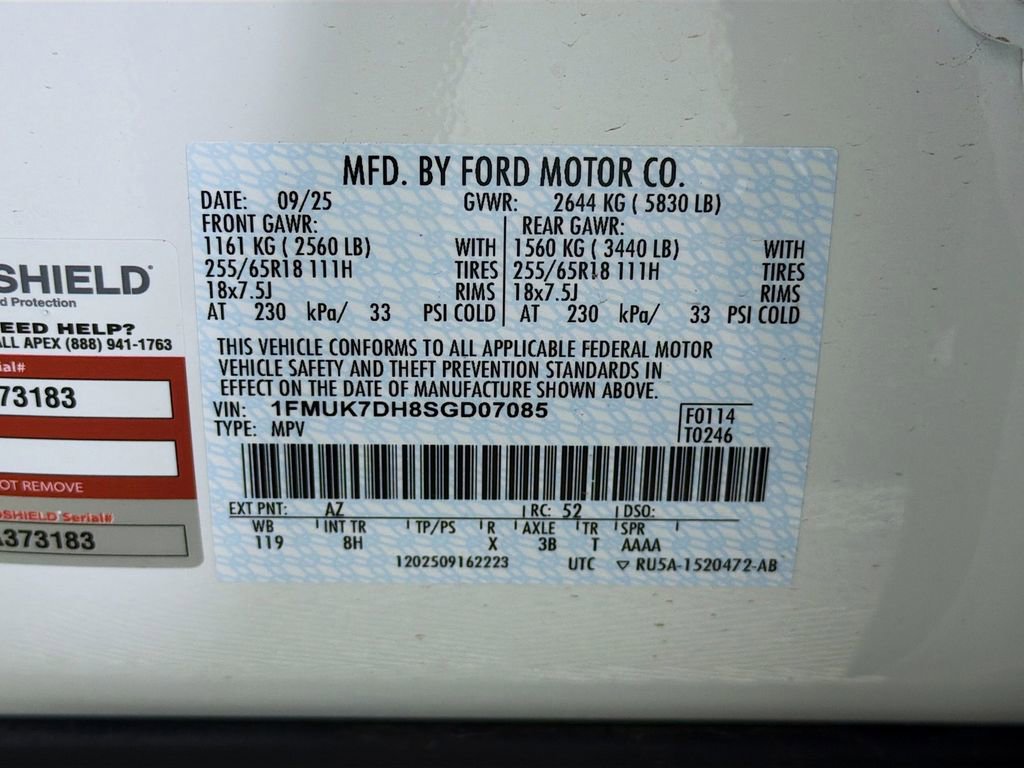 SHIELD
d Protection
EED HELP?
ALL APEX (888) 941-1763
ial#
73183
OT REMOVE
SHIELD Serial#
373183
MFD. BY FORD MOTOR CO.
DATE: 09/25 GVWR: 2644 KG ( 5830 LB)
FRONT GAWR: REAR GAWR:
1161 KG ( 2560 LB) WITH 1560 KG ( 3440 LB) WITH
255/65R18 111H TIRES 255/65R18 111H TIRES
18x7.5J RIMS 18x7.5J RIMS
AT 230 kPa/ 33 PSI COLD AT 230 kPa/ 33 PSI COLD
THIS VEHICLE CONFORMS TO ALL APPLICABLE FEDERAL MOTOR
VEHICLE SAFETY AND THEFT PREVENTION STANDARDS IN
EFFECT ON THE DATE OF MANUFACTURE SHOWN ABOVE.
VIN: 1FMUK7DH8SGD07085 F0114
TYPE: MPV T0246
EXT PNT: AZ RC: 52 DSO:
WB INT TR TP/PS R AXLE TR SPR
119 8H X 3B T AAAA
1202509162223 UTC ▽ RU5A-1520472-AB